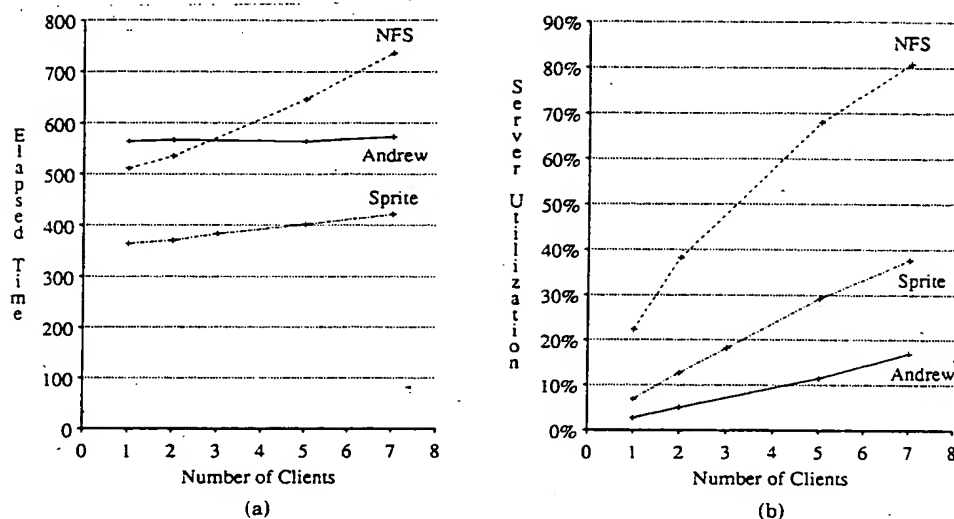 800
700
600
500
400
300
200
100
0
Elapsed Time
NFS
Andrew
Sprite
0 1 2 3 4 5 6 7 8
Number of Clients
(a)
90%
80%
70%
60%
50%
40%
30%
20%
10%
0%
Server Utilization
NFS
Sprite
Andrew
0 1 2 3 4 5 6 7 8
Number of Clients
(b)